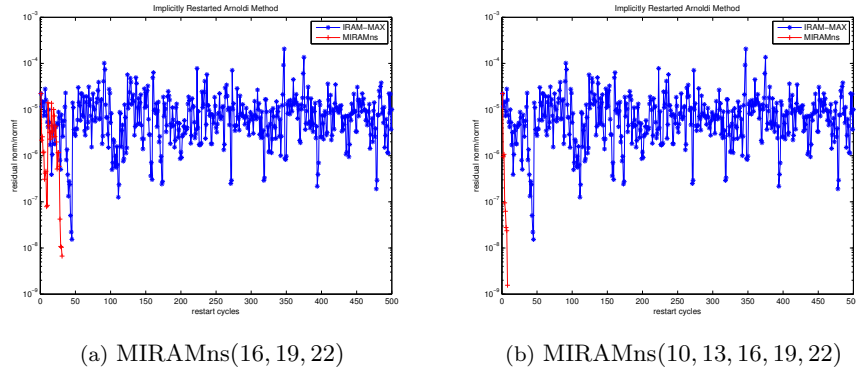 Implicitly Restarted Arnoldi Method
10⁻³
10⁻⁴
10⁻⁵
10⁻⁶
10⁻⁷
10⁻⁸
10⁻⁹
residual norm/normf
IRAM-MAX
MIRAMns
0 50 100 150 200 250 300 350 400 450 500
restart cycles
(a) MIRAMns(16, 19, 22)
Implicitly Restarted Arnoldi Method
10⁻³
10⁻⁴
10⁻⁵
10⁻⁶
10⁻⁷
10⁻⁸
10⁻⁹
residual norm/normf
IRAM-MAX
MIRAMns
0 50 100 150 200 250 300 350 400 450 500
restart cycles
(b) MIRAMns(10, 13, 16, 19, 22)